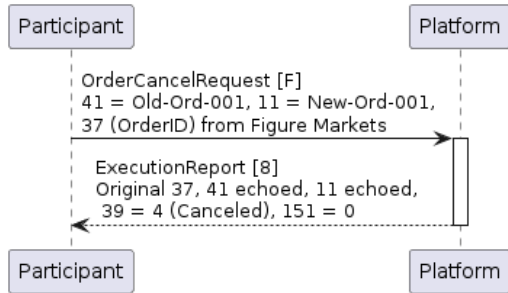 Participant
Platform
OrderCancelRequest [F]
41 = Old-Ord-001, 11 = New-Ord-001,
37 (OrderID) from Figure Markets
ExecutionReport [8]
Original 37, 41 echoed, 11 echoed,
39 = 4 (Canceled), 151 = 0
Participant
Platform